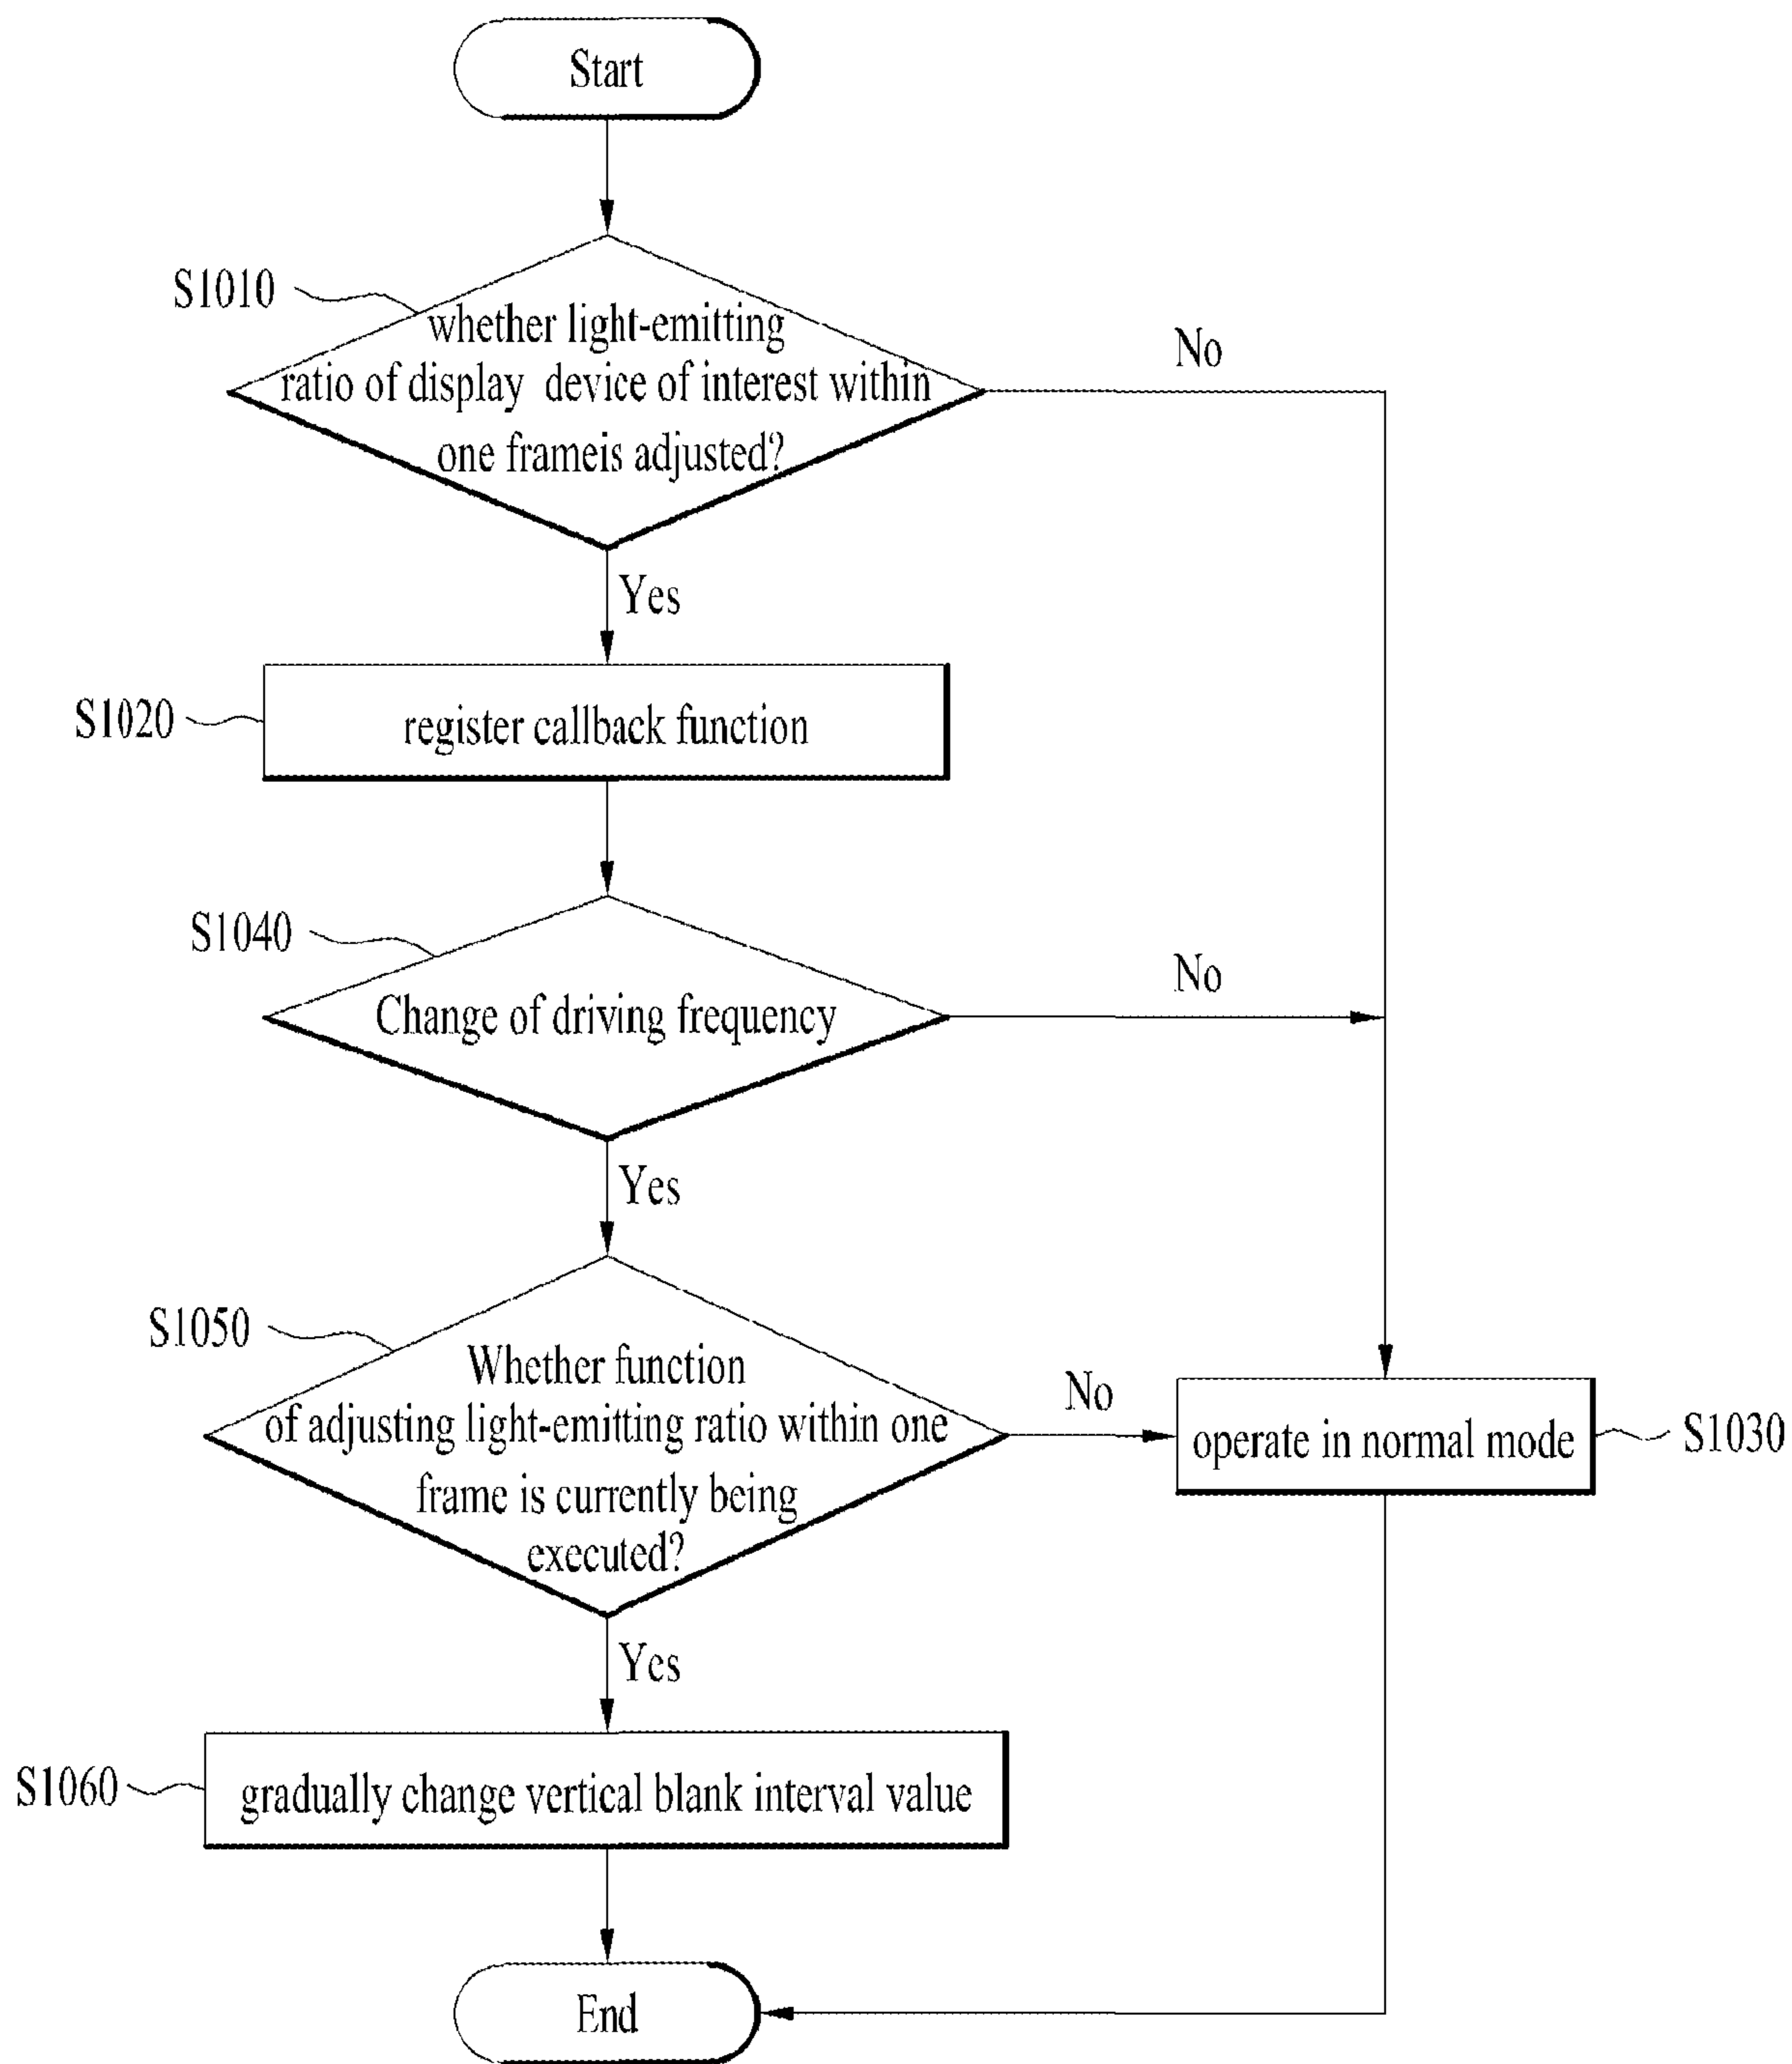 Start
S1010
whether light-emitting
ratio of display device of interest within
one frameis adjusted?
No
Yes
S1020
register callback function
S1040
Change of driving frequency
No
Yes
S1050
Whether function
of adjusting light-emitting ratio within one
frame is currently being
executed?
No
operate in normal mode
S1030
Yes
S1060
gradually change vertical blank interval value
End